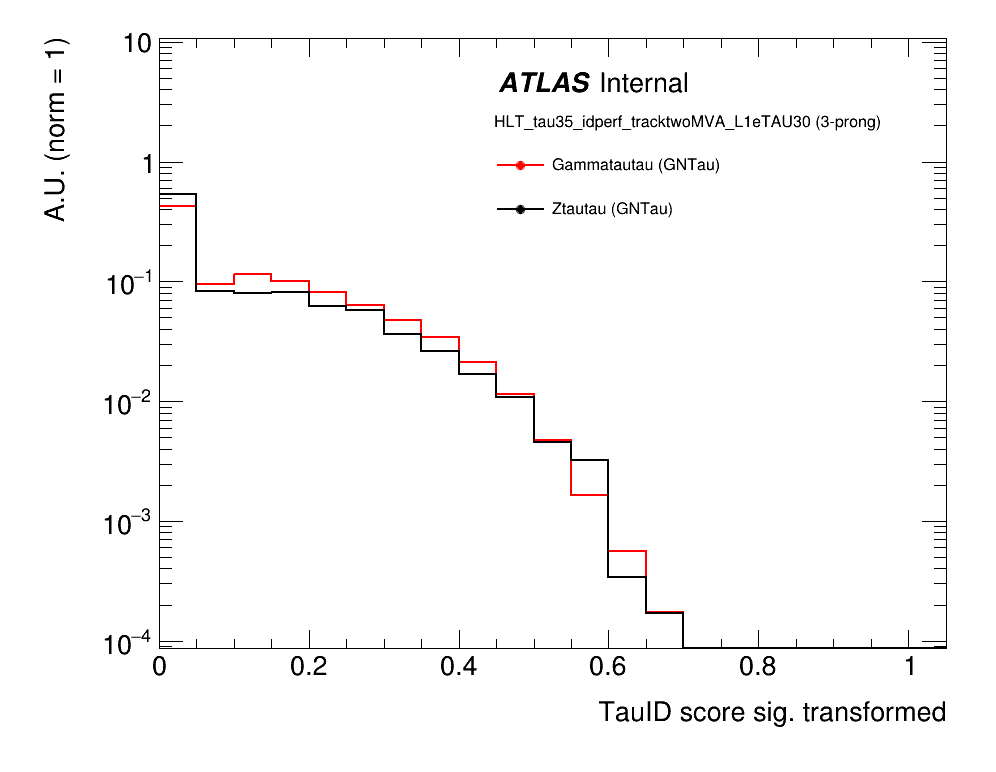 A.U. (norm = 1)
10
1
10⁻¹
10⁻²
10⁻³
10⁻⁴
ATLAS Internal
HLT_tau35_idperf_tracktwoMVA_L1eTAU30 (3-prong)
Gammatautau (GNTau)
Ztautau (GNTau)
0 0.2 0.4 0.6 0.8 1
TauID score sig. transformed